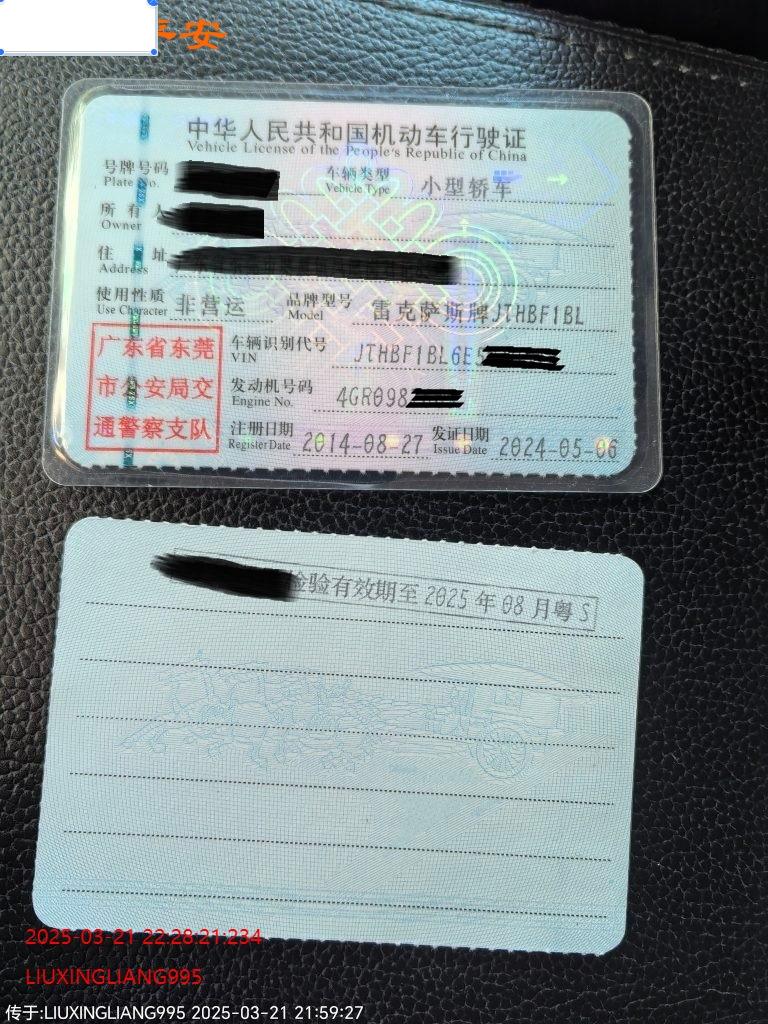 平安
中华人民共和国机动车行驶证
Vehicle License of the People's Republic of China
号牌号码
Plate No.
车辆类型 小型轿车
Vehicle Type
所有人
Owner
住址
Address
使用性质 非营运 品牌型号 雷克萨斯牌JTHBF1BL
Use Character Model
广东省东莞
市公安局交
通警察支队
车辆识别代号 JTHBF1BL6E5
VIN
发动机号码 4GR098
Engine No.
注册日期 2014-08-27 发证日期 2024-05-06
Register Date Issue Date
检验有效期至2025年08月粤S
2025-03-21 22:28:21:234
LIUXINGLIANG995
传于:LIUXINGLIANG995 2025-03-21 21:59:27